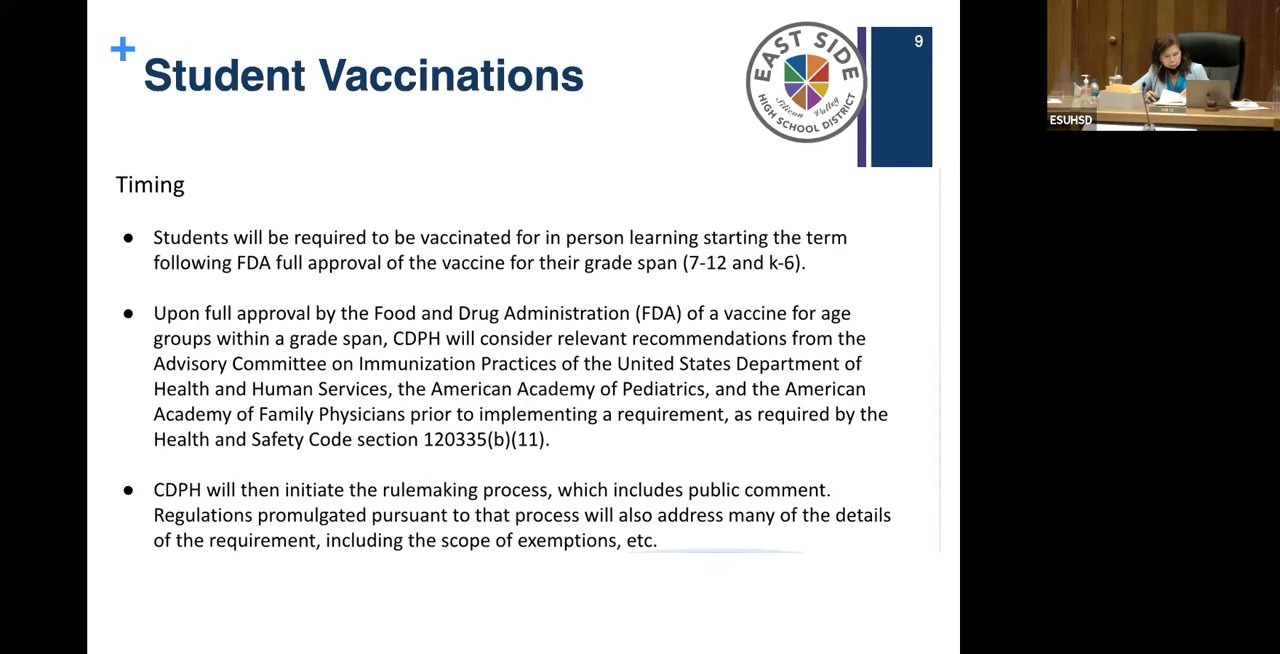 +
Student Vaccinations
EAST SIDE
Silicon Valley
HIGH SCHOOL DISTRICT
9
ESUHSD
Timing
● Students will be required to be vaccinated for in person learning starting the term
following FDA full approval of the vaccine for their grade span (7-12 and k-6).
● Upon full approval by the Food and Drug Administration (FDA) of a vaccine for age
groups within a grade span, CDPH will consider relevant recommendations from the
Advisory Committee on Immunization Practices of the United States Department of
Health and Human Services, the American Academy of Pediatrics, and the American
Academy of Family Physicians prior to implementing a requirement, as required by the
Health and Safety Code section 120335(b)(11).
● CDPH will then initiate the rulemaking process, which includes public comment.
Regulations promulgated pursuant to that process will also address many of the details
of the requirement, including the scope of exemptions, etc.